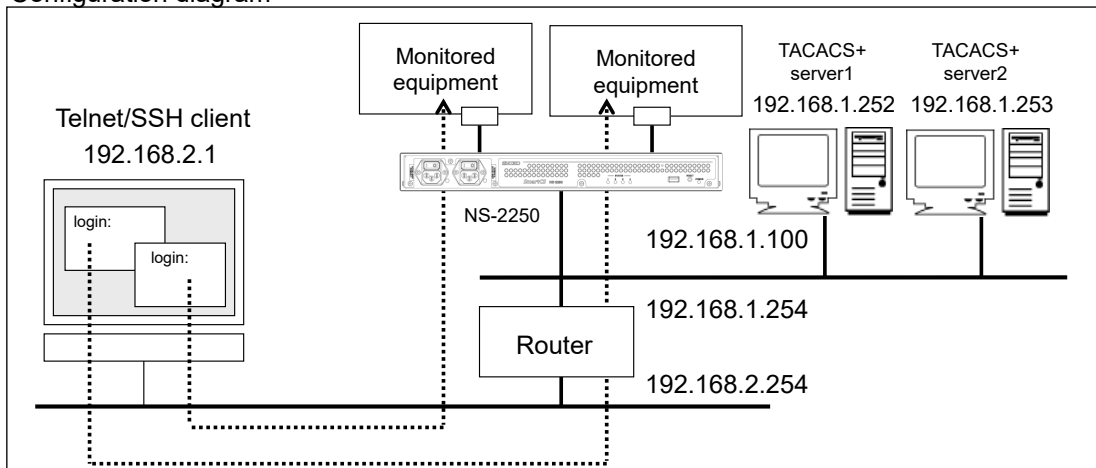 Configuration diagram
Monitored
equipment
Monitored
equipment
TACACS+
server1
192.168.1.252
TACACS+
server2
192.168.1.253
Telnet/SSH client
192.168.2.1
login:
login:
NS-2250
192.168.1.100
192.168.1.254
Router
192.168.2.254